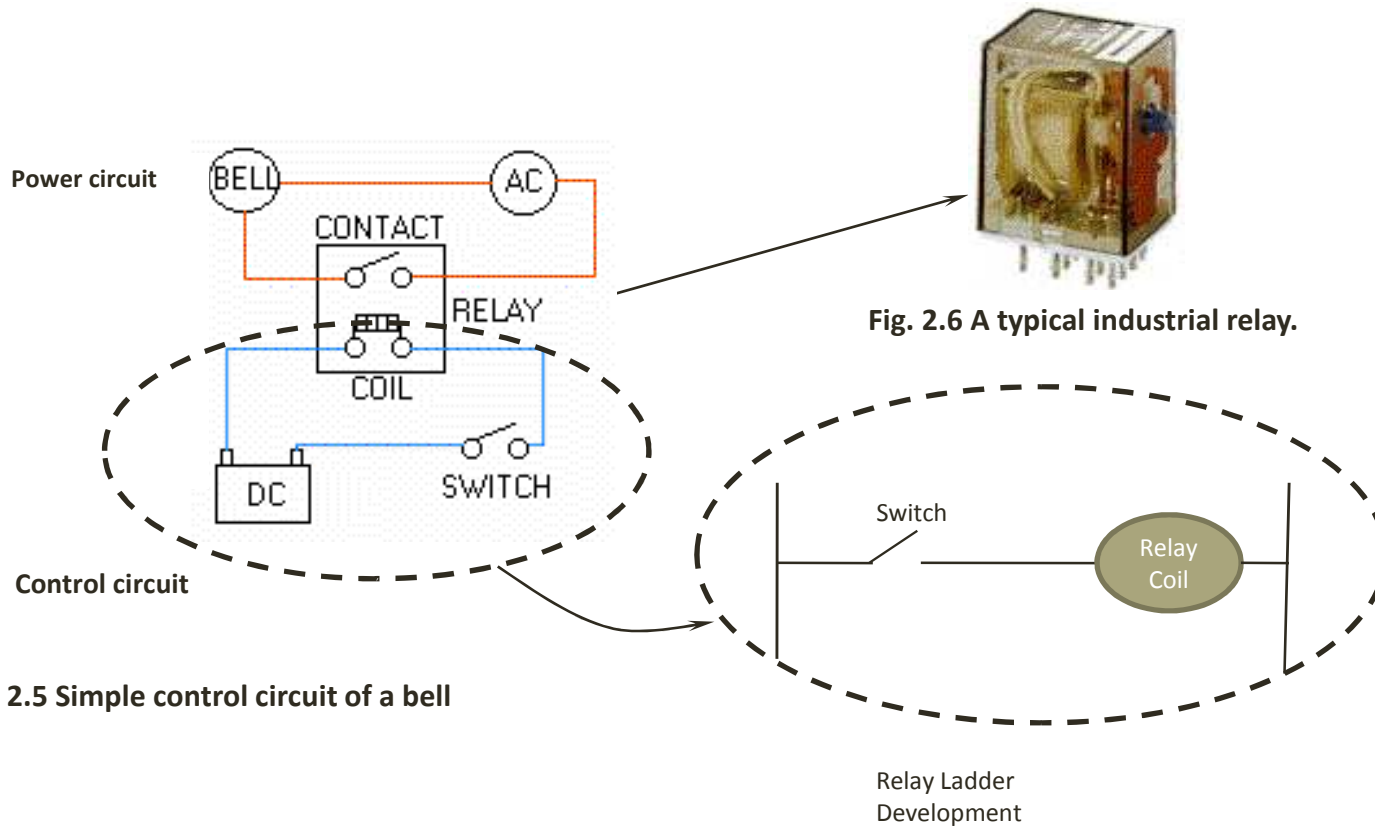 Power circuit
BELL
AC
CONTACT
RELAY
COIL
DC
SWITCH
Control circuit
2.5 Simple control circuit of a bell
Fig. 2.6 A typical industrial relay.
Switch
Relay
Coil
Relay Ladder
Development